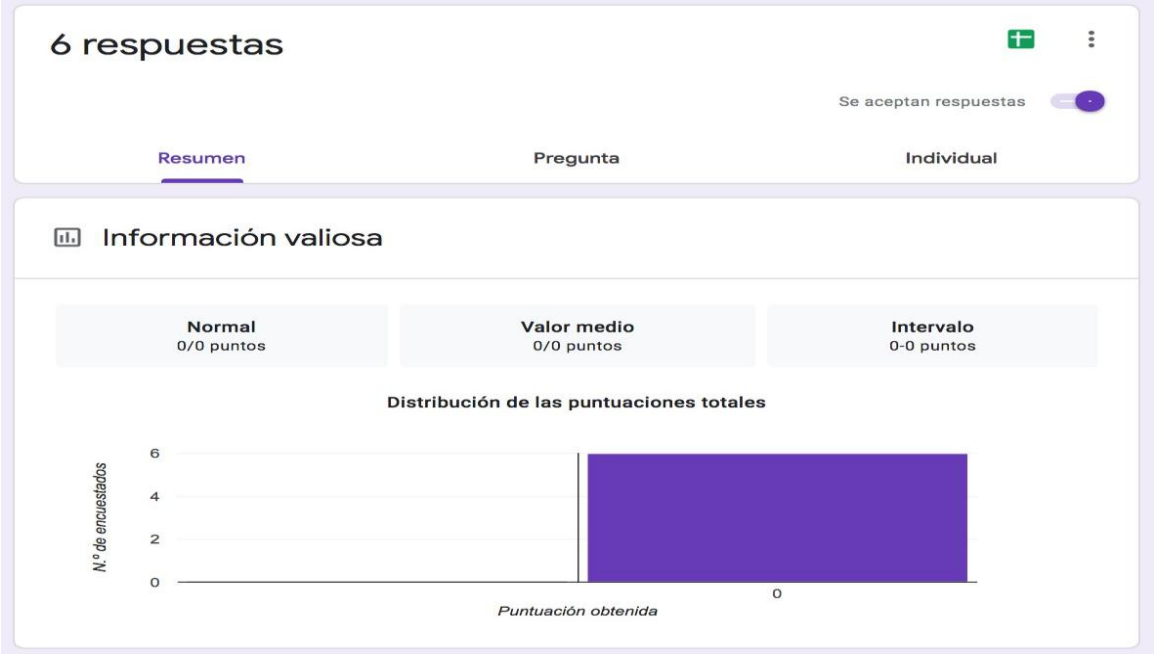 6 respuestas
Se aceptan respuestas
Resumen
Pregunta
Individual
Información valiosa
Normal
0/0 puntos
Valor medio
0/0 puntos
Intervalo
0-0 puntos
Distribución de las puntuaciones totales
N.º de encuestados
6
4
2
0
0
Puntuación obtenida